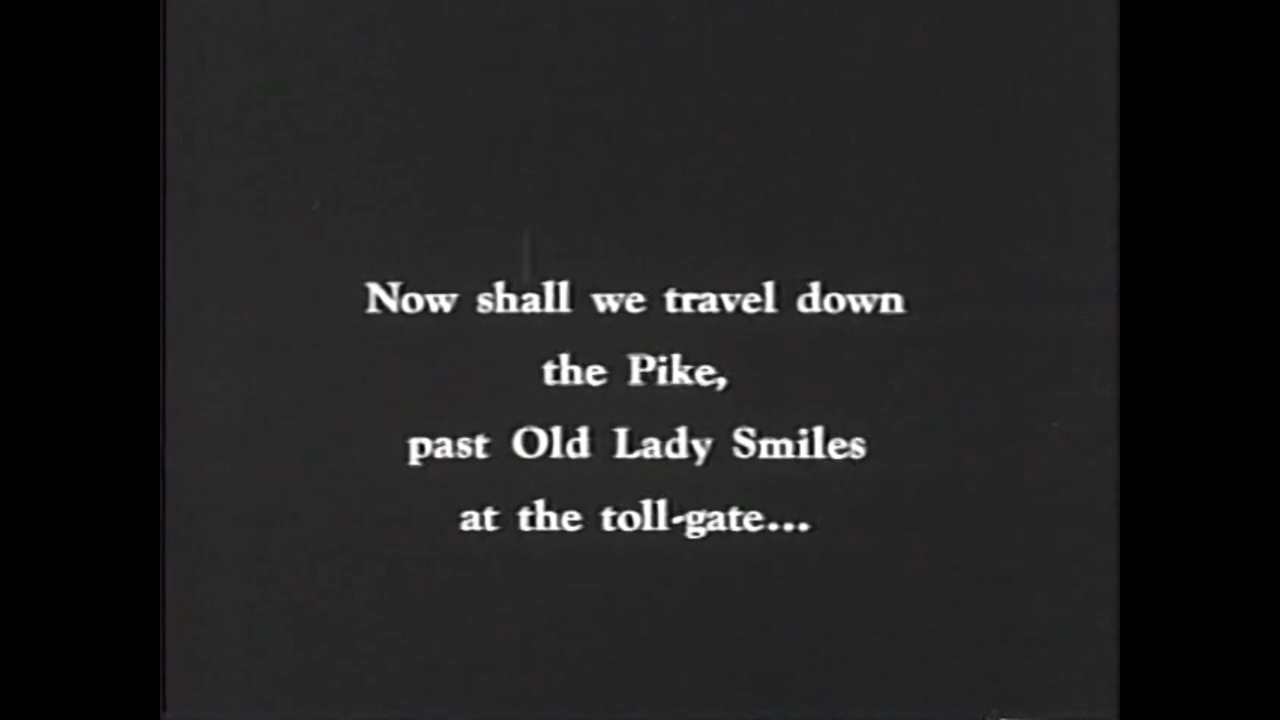 Now shall we travel down
the Pike,
past Old Lady Smiles
at the toll-gate...